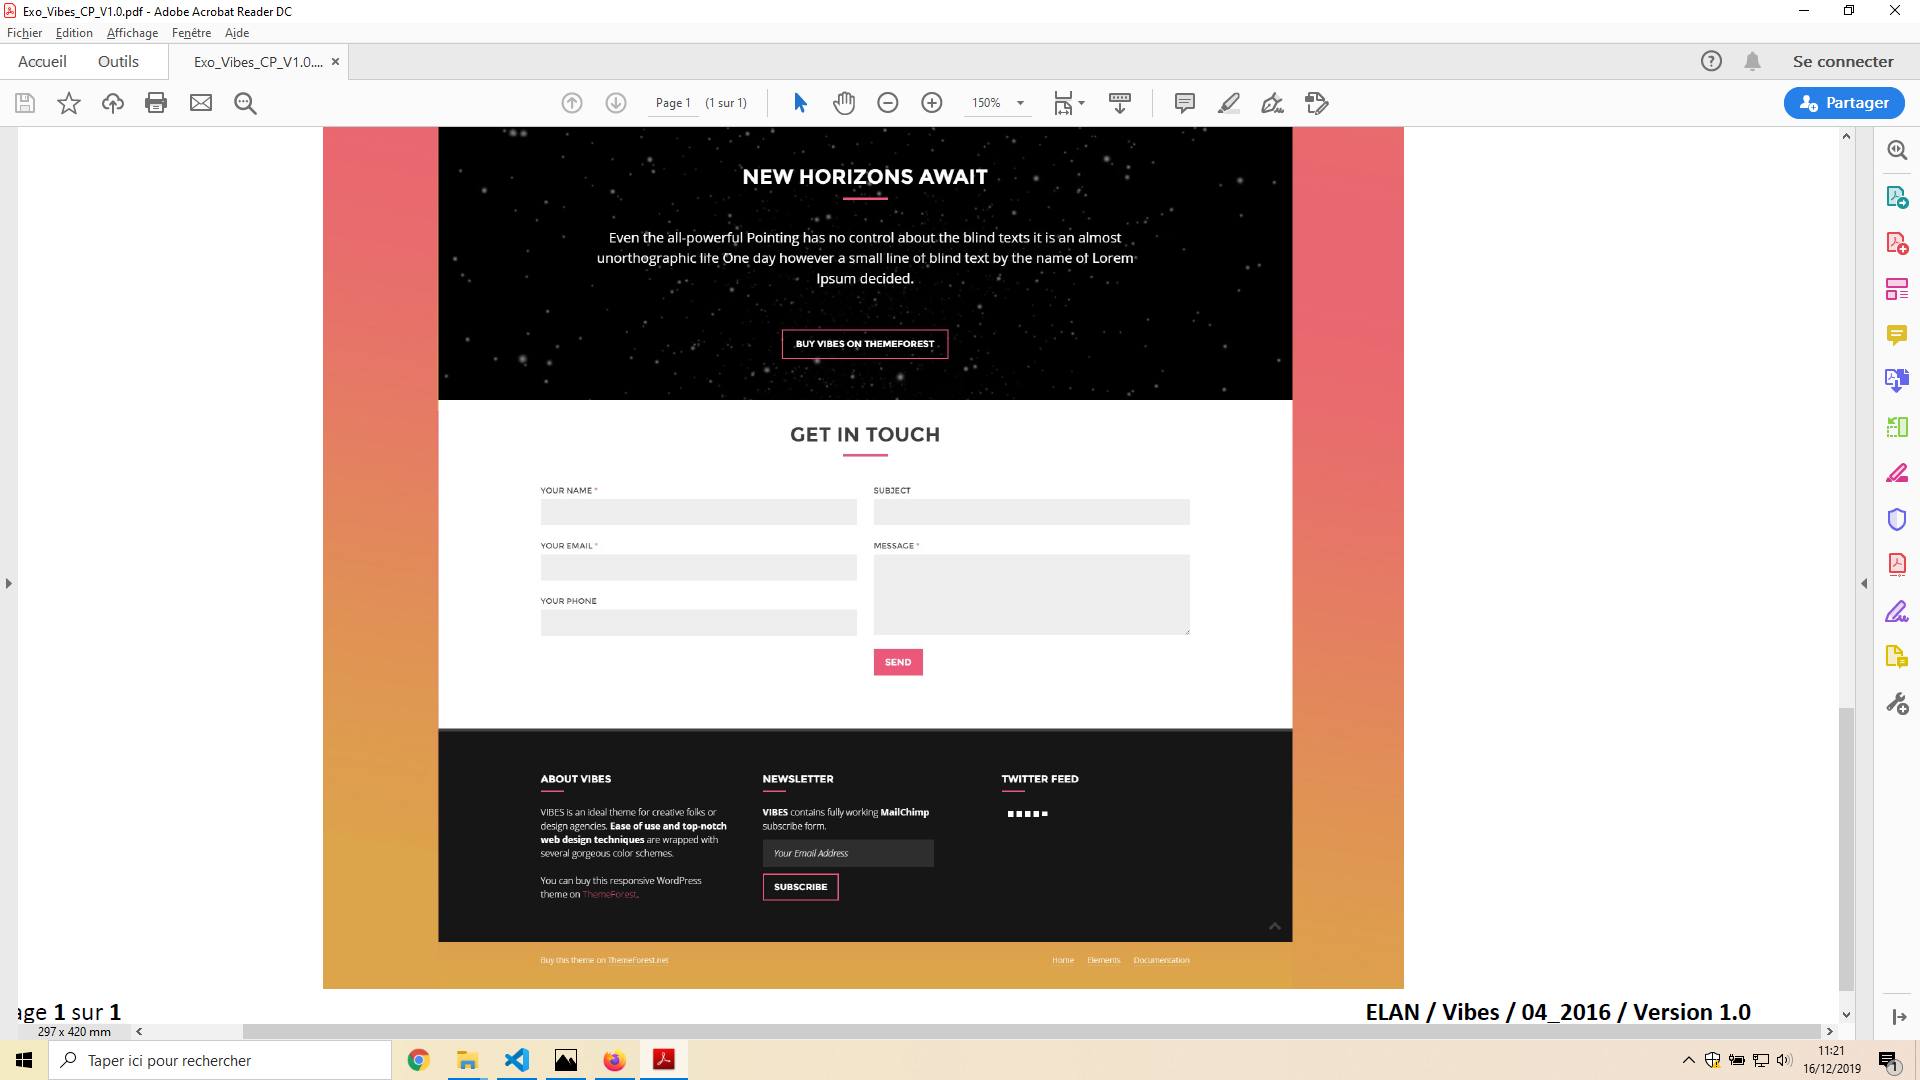 Exo_Vibes_CP_V1.0.pdf - Adobe Acrobat Reader DC
Fichier Edition Affichage Fenêtre Aide
Accueil Outils Exo_Vibes_CP_V1.0.... Se connecter
Page 1 (1 sur 1) 150% Partager
NEW HORIZONS AWAIT
Even the all-powerful Pointing has no control about the blind texts it is an almost
unorthographic life One day however a small line of blind text by the name of Lorem
Ipsum decided.
BUY VIBES ON THEMEFOREST
GET IN TOUCH
YOUR NAME *
SUBJECT
YOUR EMAIL *
MESSAGE *
YOUR PHONE
SEND
ABOUT VIBES
VIBES is an ideal theme for creative folks or
design agencies. Ease of use and top-notch
web design techniques are wrapped with
several gorgeous color schemes.
You can buy this responsive WordPress
theme on ThemeForest.
NEWSLETTER
VIBES contains fully working MailChimp
subscribe form.
Your Email Address
SUBSCRIBE
TWITTER FEED
Buy this theme on ThemeForest.net
Home Elements Documentation
age 1 sur 1
ELAN / Vibes / 04_2016 / Version 1.0
297 x 420 mm
Taper ici pour rechercher
11:21
16/12/2019
1